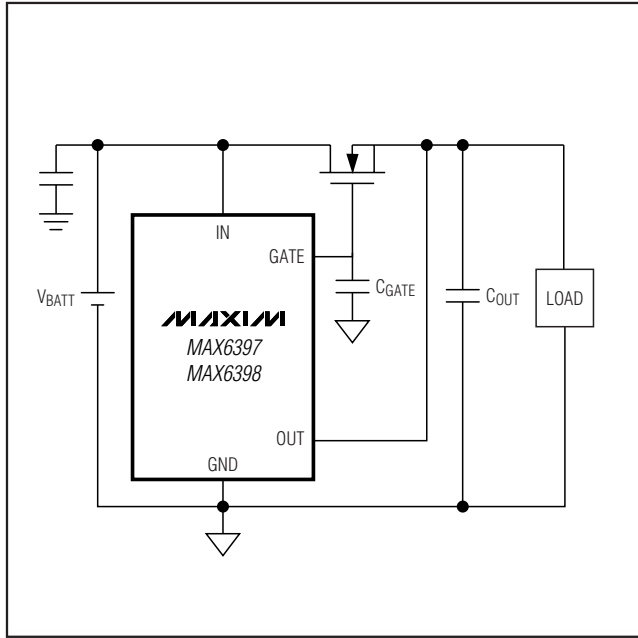 IN
GATE
CGATE
VBATT
COUT
LOAD
MAXIM
MAX6397
MAX6398
OUT
GND